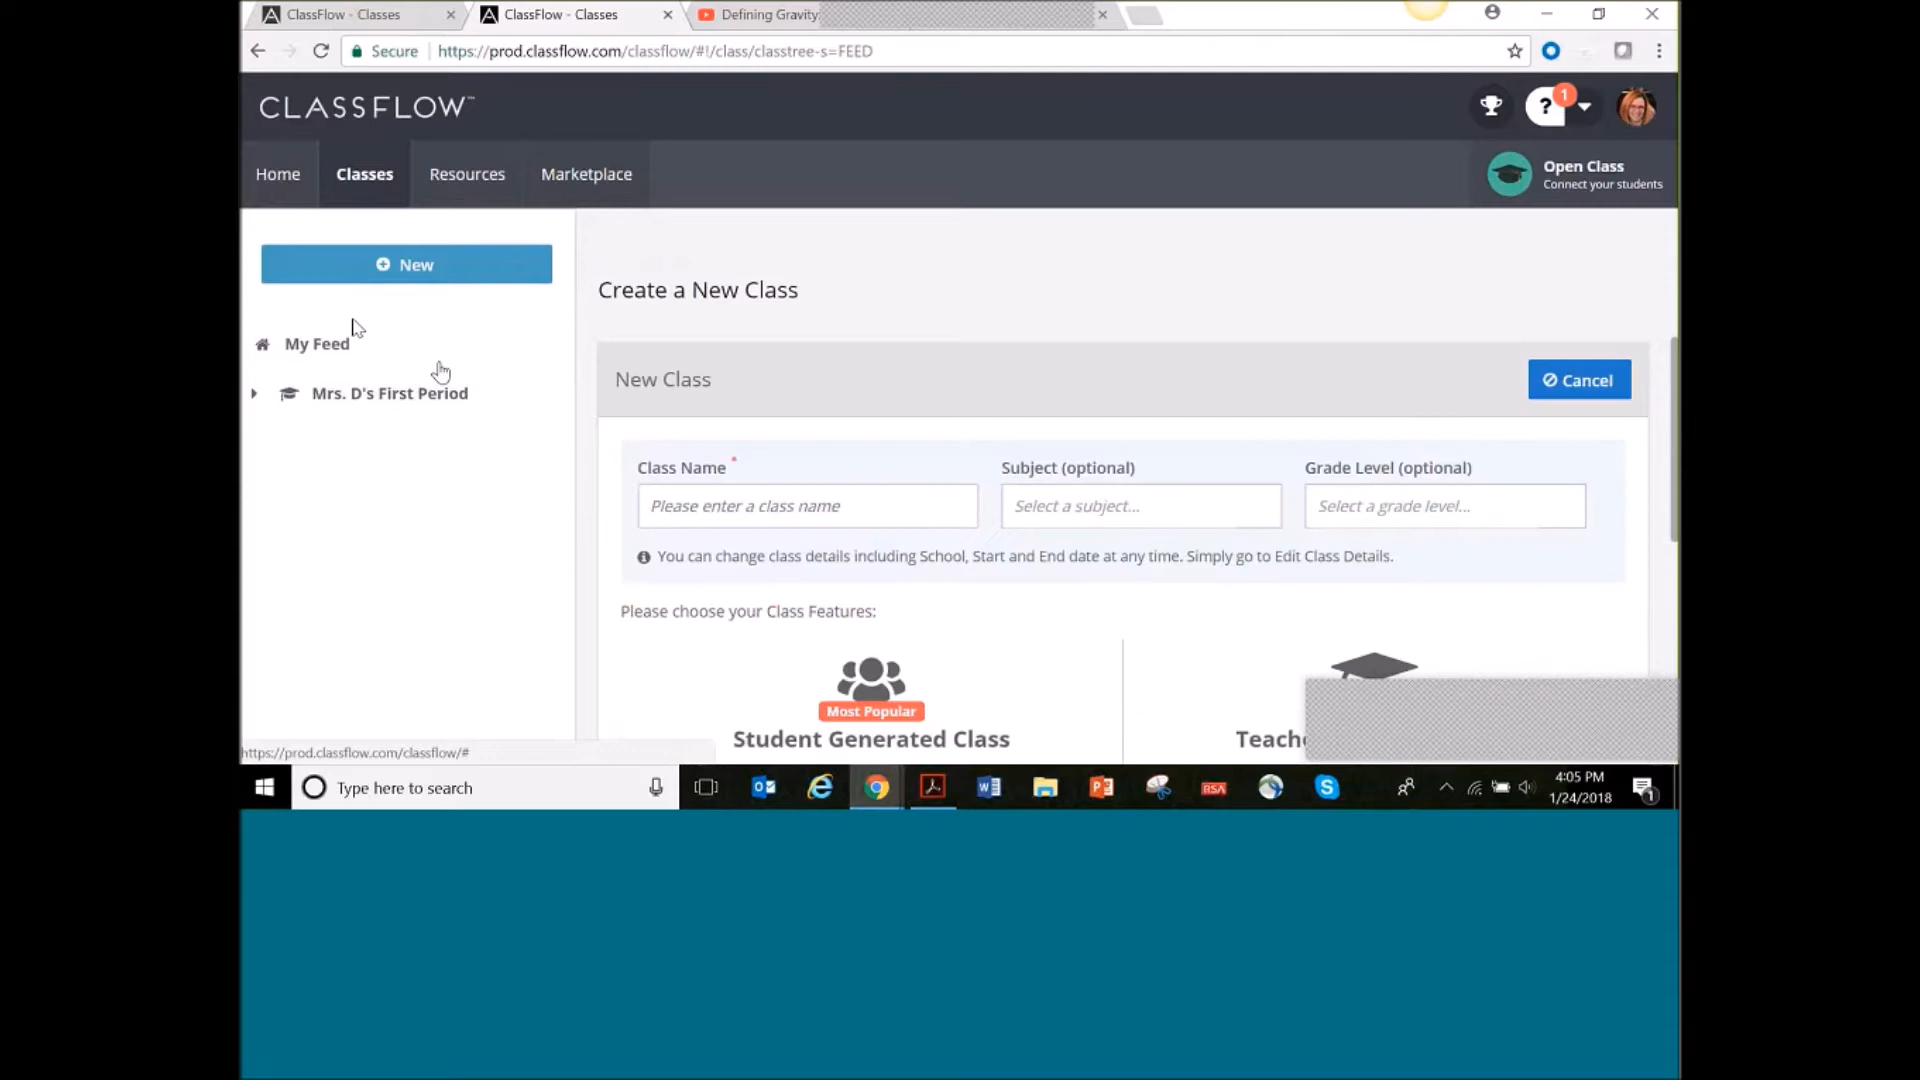 ClassFlow - Classes
ClassFlow - Classes
Defining Gravity:
Secure
https://prod.classflow.com/classflow/#!/class/classtree-s=FEED
CLASSFLOW™
?
1
Home
Classes
Resources
Marketplace
Open Class
Connect your students
New
My Feed
Mrs. D's First Period
Create a New Class
New Class
Cancel
Class Name *
Subject (optional)
Grade Level (optional)
Please enter a class name
Select a subject...
Select a grade level...
You can change class details including School, Start and End date at any time. Simply go to Edit Class Details.
Please choose your Class Features:
Most Popular
Student Generated Class
https://prod.classflow.com/classflow/#
Type here to search
BSA
4:05 PM
1/24/2018
1